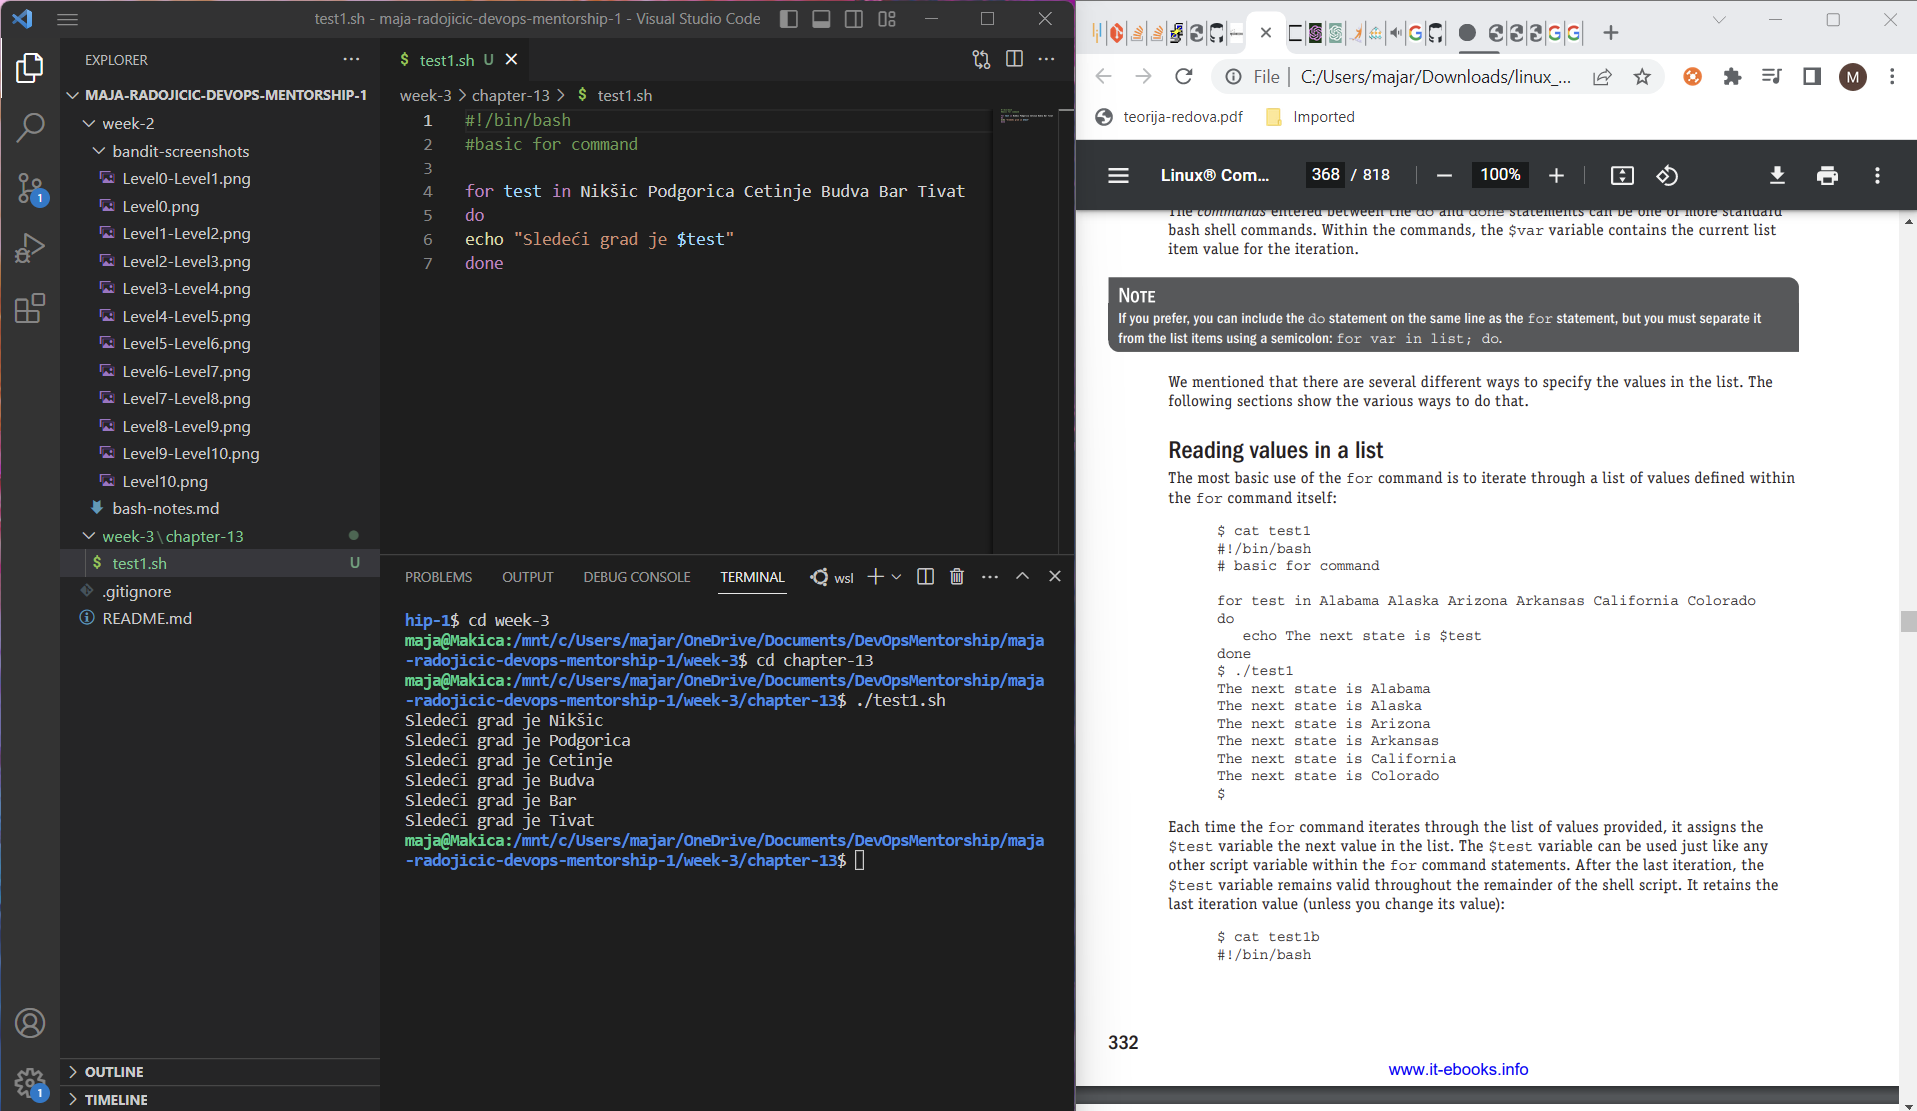 test1.sh - maja-radojicic-devops-mentorship-1 - Visual Studio Code
EXPLORER
MAJA-RADOJICIC-DEVOPS-MENTORSHIP-1
week-2
bandit-screenshots
Level0-Level1.png
Level0.png
Level1-Level2.png
Level2-Level3.png
Level3-Level4.png
Level4-Level5.png
Level5-Level6.png
Level6-Level7.png
Level7-Level8.png
Level8-Level9.png
Level9-Level10.png
Level10.png
bash-notes.md
week-3\chapter-13
$ test1.sh U
.gitignore
README.md
OUTLINE
TIMELINE
1
1
$ test1.sh U
week-3 > chapter-13 > $ test1.sh
1 #!/bin/bash
2 #basic for command
3
4 for test in Nikšic Podgorica Cetinje Budva Bar Tivat
5 do
6 echo "Sledeći grad je $test"
7 done
PROBLEMS OUTPUT DEBUG CONSOLE TERMINAL wsl
hip-1$ cd week-3
maja@Makica:/mnt/c/Users/majar/OneDrive/Documents/DevOpsMentorship/maja
-radojicic-devops-mentorship-1/week-3$ cd chapter-13
maja@Makica:/mnt/c/Users/majar/OneDrive/Documents/DevOpsMentorship/maja
-radojicic-devops-mentorship-1/week-3/chapter-13$ ./test1.sh
Sledeći grad je Nikšic
Sledeći grad je Podgorica
Sledeći grad je Cetinje
Sledeći grad je Budva
Sledeći grad je Bar
Sledeći grad je Tivat
maja@Makica:/mnt/c/Users/majar/OneDrive/Documents/DevOpsMentorship/maja
-radojicic-devops-mentorship-1/week-3/chapter-13$
File | C:/Users/majar/Downloads/linux_... M
teorija-redova.pdf Imported
Linux® Com... 368 / 818 100%
The commands entered between the do and done statements can be one or more standard
bash shell commands. Within the commands, the $var variable contains the current list
item value for the iteration.
NOTE
If you prefer, you can include the do statement on the same line as the for statement, but you must separate it
from the list items using a semicolon: for var in list; do.
We mentioned that there are several different ways to specify the values in the list. The
following sections show the various ways to do that.
Reading values in a list
The most basic use of the for command is to iterate through a list of values defined within
the for command itself:
$ cat test1
#!/bin/bash
# basic for command
for test in Alabama Alaska Arizona Arkansas California Colorado
do
echo The next state is $test
done
$ ./test1
The next state is Alabama
The next state is Alaska
The next state is Arizona
The next state is Arkansas
The next state is California
The next state is Colorado
$
Each time the for command iterates through the list of values provided, it assigns the
$test variable the next value in the list. The $test variable can be used just like any
other script variable within the for command statements. After the last iteration, the
$test variable remains valid throughout the remainder of the shell script. It retains the
last iteration value (unless you change its value):
$ cat test1b
#!/bin/bash
332
www.it-ebooks.info